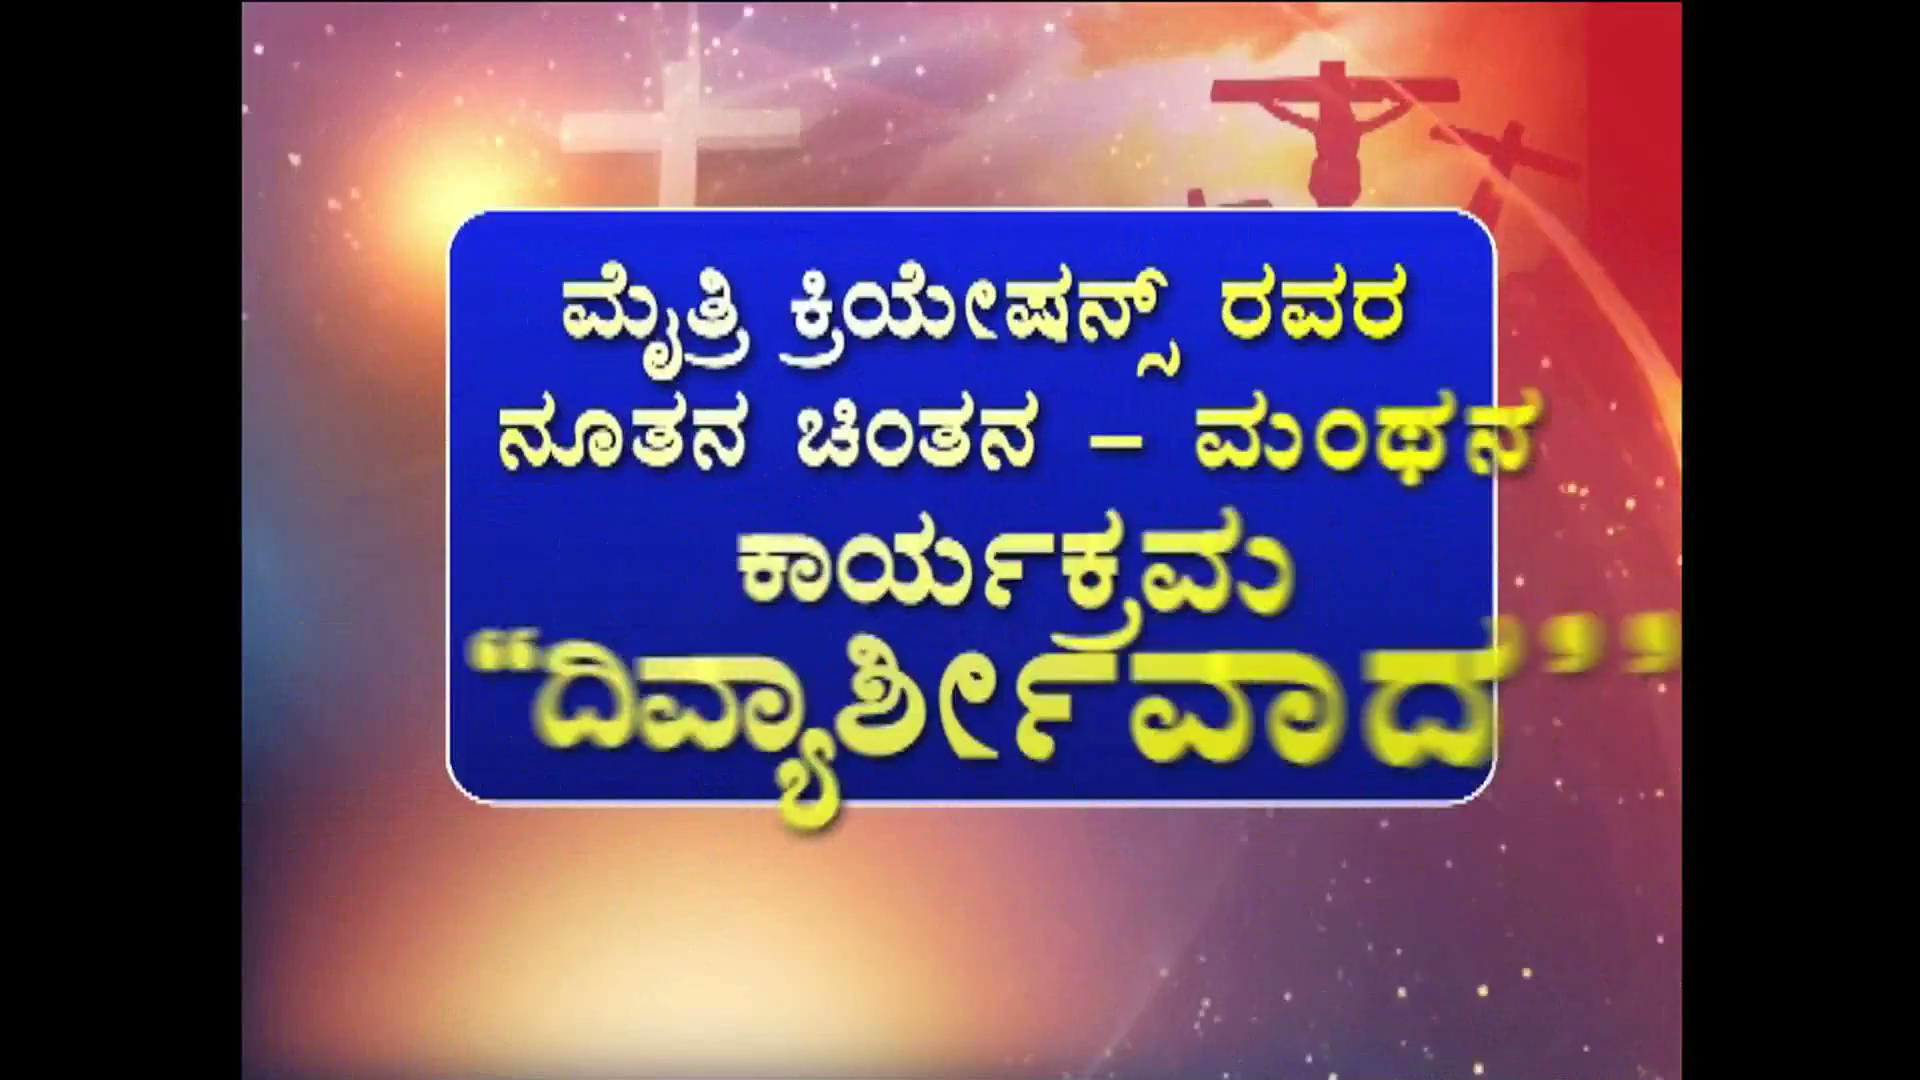 ಮೈತ್ರಿ ಕ್ರಿಯೇಷನ್ಸ್ ರವರ
ನೂತನ ಚಿಂತನ – ಮಂಥನ
ಕಾರ್ಯಕ್ರಮ
“ದಿವ್ಯಾರ್ಶೀವಾದ”